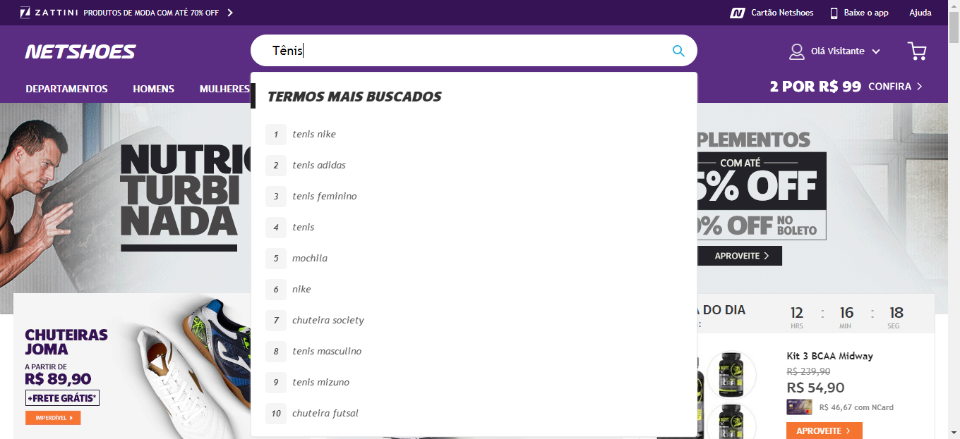 ZATTINI PRODUTOS DE MODA COM ATÉ 70% OFF
Cartão Netshoes
Baixe o app
Ajuda
NETSHOES
Tênis
Olá Visitante
DEPARTAMENTOS
HOMENS
MULHERES
2 POR R$ 99 CONFIRA
TERMOS MAIS BUSCADOS
1 tenis nike
2 tenis adidas
3 tenis feminino
4 tenis
5 mochila
6 nike
7 chuteira society
8 tenis masculino
9 tenis mizuno
10 chuteira futsal
TURBI
NADA
PLEMENTOS
COM ATÉ
5% OFF
% OFF NO
BOLETO
APROVEITE
CHUTEIRAS
JOMA
A PARTIR DE
R$ 89,90
+FRETE GRÁTIS*
IMPERDÍVEL
DO DIA
12 : 16 : 18
HRS MIN SEG
Kit 3 BCAA Midway
R$ 239,90
R$ 54,90
R$ 46,67 com NCard
APROVEITE